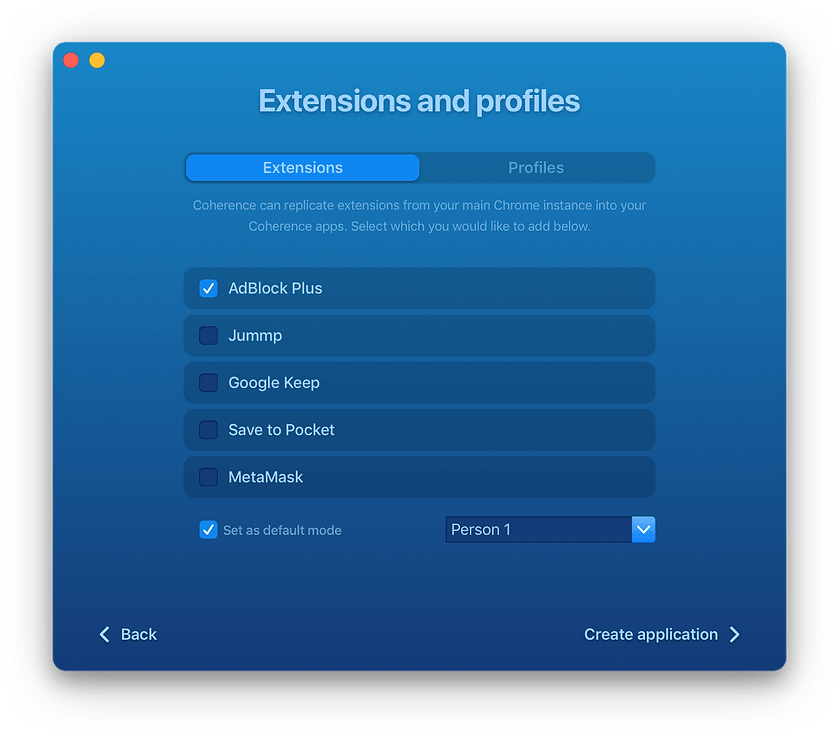 Extensions and profiles
Extensions
Profiles
Coherence can replicate extensions from your main Chrome instance into your
Coherence apps. Select which you would like to add below.
AdBlock Plus
Jummp
Google Keep
Save to Pocket
MetaMask
Set as default mode
Person 1
Back
Create application